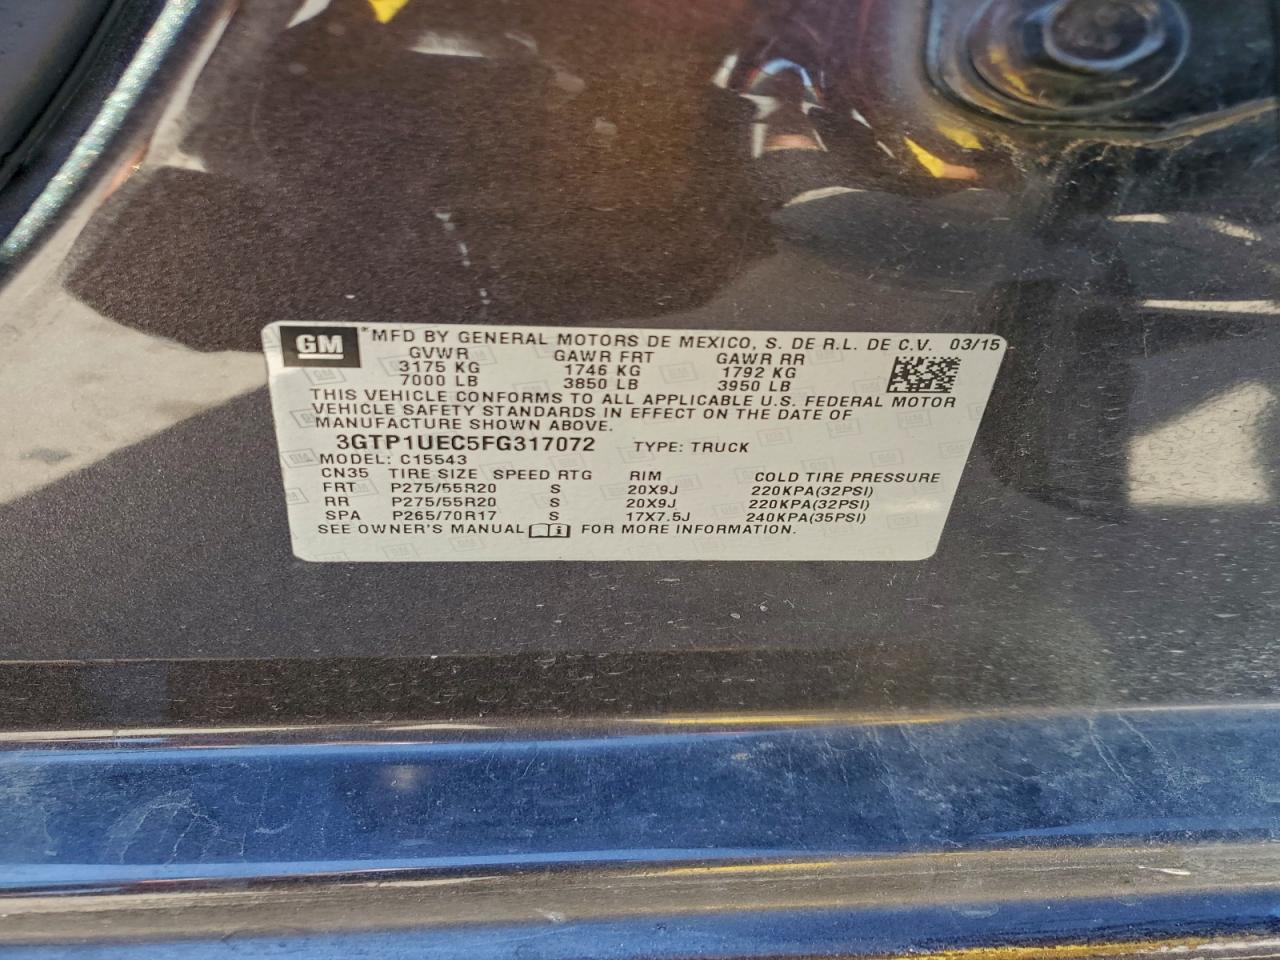 GM *MFD BY GENERAL MOTORS DE MEXICO, S. DE R.L. DE C.V. 03/15
GVWR GAWR FRT GAWR RR
3175 KG 1746 KG 1792 KG
7000 LB 3850 LB 3950 LB
THIS VEHICLE CONFORMS TO ALL APPLICABLE U.S. FEDERAL MOTOR
VEHICLE SAFETY STANDARDS IN EFFECT ON THE DATE OF
MANUFACTURE SHOWN ABOVE.
3GTP1UEC5FG317072 TYPE: TRUCK
MODEL: C15543
CN35 TIRE SIZE SPEED RTG RIM COLD TIRE PRESSURE
FRT P275/55R20 S 20X9J 220KPA(32PSI)
RR P275/55R20 S 20X9J 220KPA(32PSI)
SPA P265/70R17 S 17X7.5J 240KPA(35PSI)
SEE OWNER'S MANUAL FOR MORE INFORMATION.